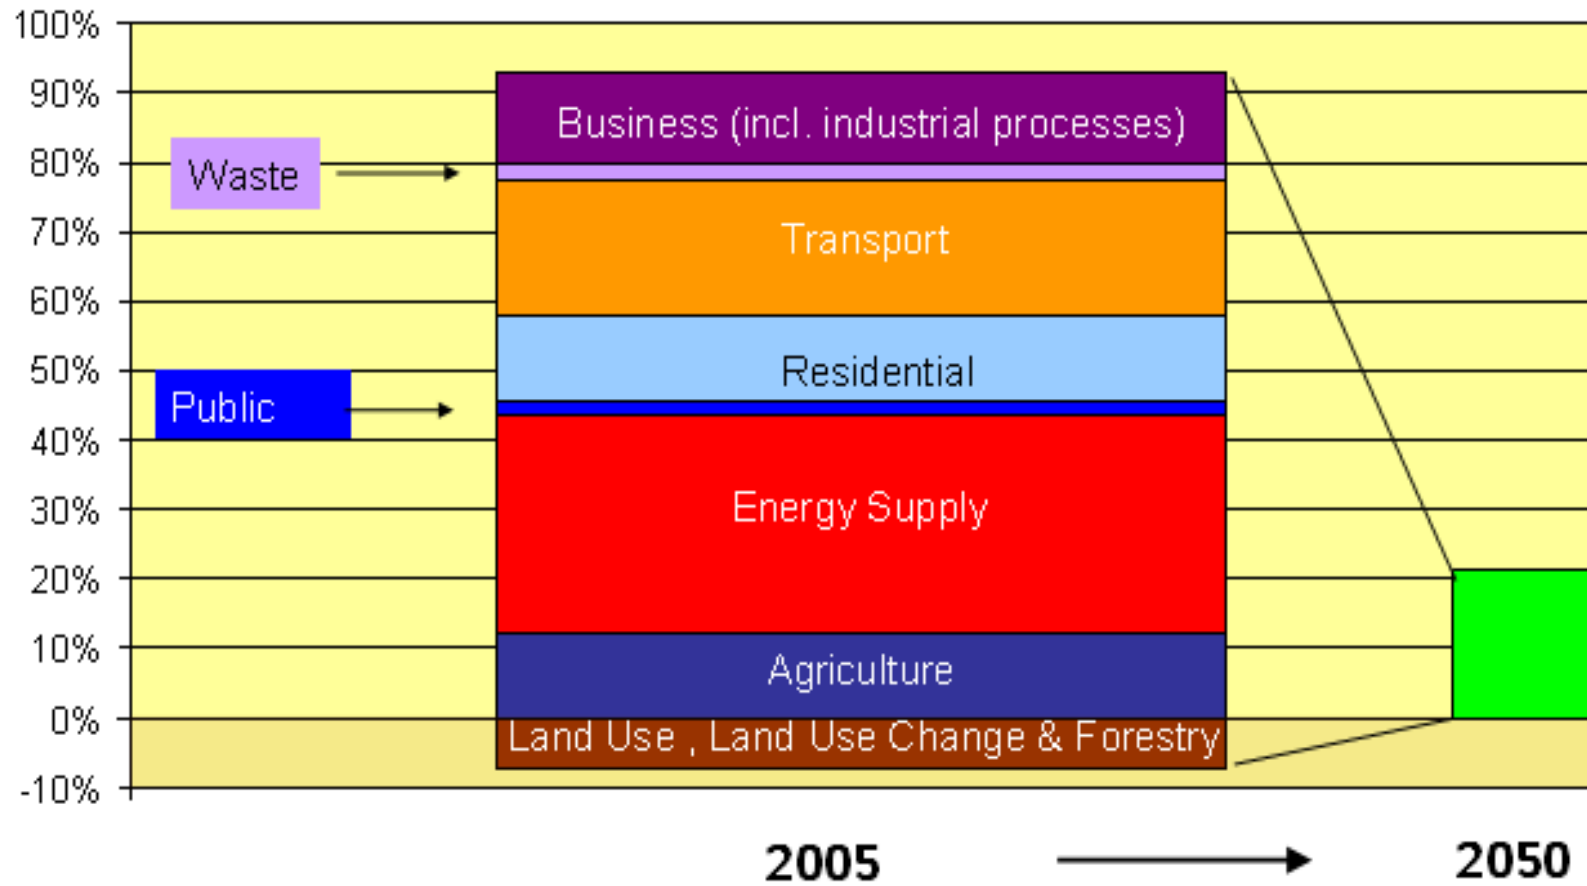 100%
90%
80%
70%
60%
50%
40%
30%
20%
10%
0%
-10%
Waste
Public
Business (incl. industrial processes)
Transport
Residential
Energy Supply
Agriculture
Land Use , Land Use Change & Forestry
2005
2050